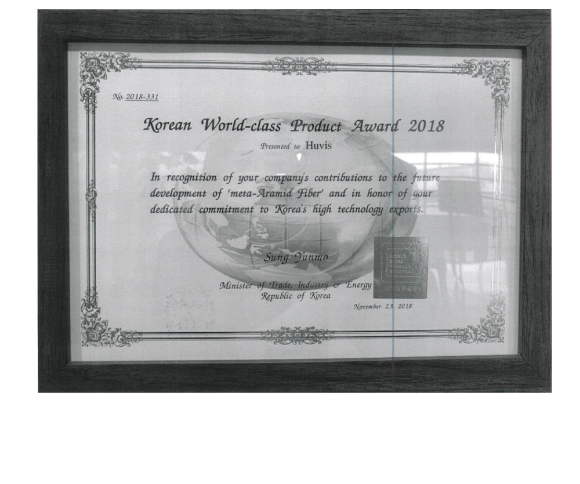 No. 2018-331
Korean World-class Product Award 2018
Presented to Huvis
In recognition of your company's contributions to the future
development of 'meta-Aramid Fiber' and in honor of your
dedicated commitment to Korea's high technology exports.
Sung Yunmo
Minister of Trade, Industry & Energy
Republic of Korea
November 23, 2018